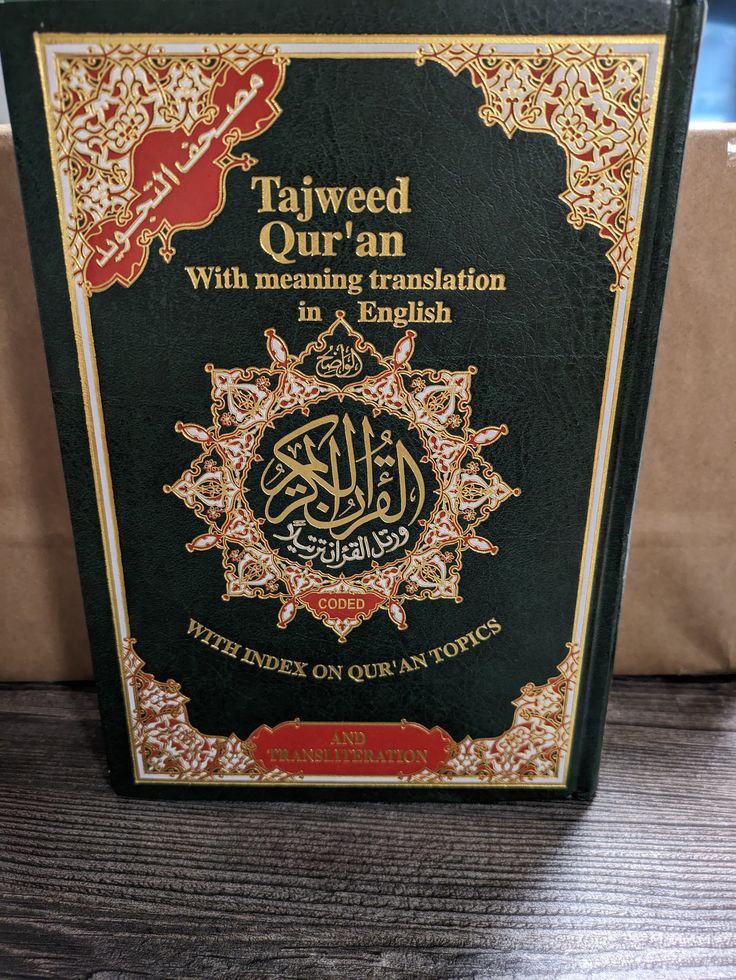 مصحف التجويد
Tajweed
Qur'an
With meaning translation
in English
الواضح
القرآن الكريم
ورتل القرآن ترتيلاً
CODED
WITH INDEX ON QUR'AN TOPICS
AND
TRANSLITERATION